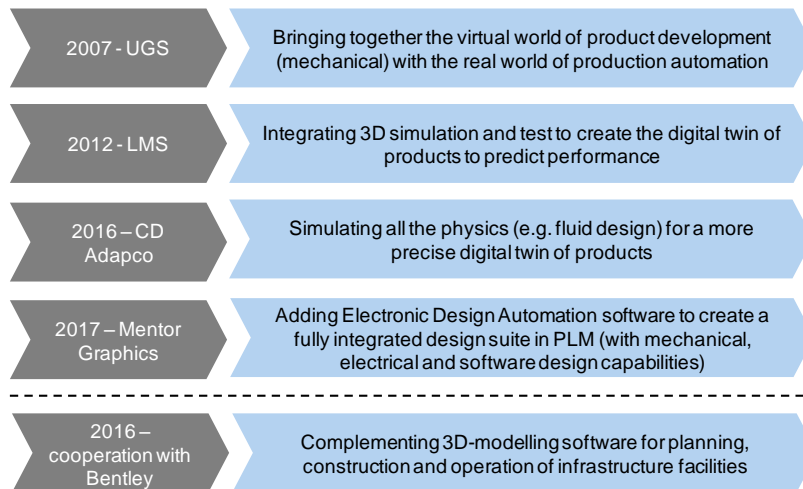 2007 - UGS
Bringing together the virtual world of product development
(mechanical) with the real world of production automation
2012 - LMS
Integrating 3D simulation and test to create the digital twin of
products to predict performance
2016 – CD
Adapco
Simulating all the physics (e.g. fluid design) for a more
precise digital twin of products
2017 – Mentor
Graphics
Adding Electronic Design Automation software to create a
fully integrated design suite in PLM (with mechanical,
electrical and software design capabilities)
2016 –
cooperation with
Bentley
Complementing 3D-modelling software for planning,
construction and operation of infrastructure facilities